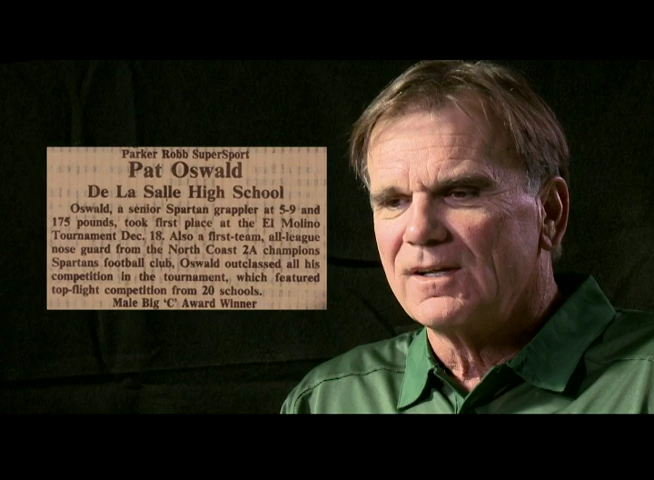 Parker Robb SuperSport
Pat Oswald
De La Salle High School
Oswald, a senior Spartan grappler at 5-9 and
175 pounds, took first place at the El Molino
Tournament Dec. 18. Also a first-team, all-league
nose guard from the North Coast 2A champions
Spartans football club, Oswald outclassed all his
competition in the tournament, which featured
top-flight competition from 20 schools.
Male Big 'C' Award Winner